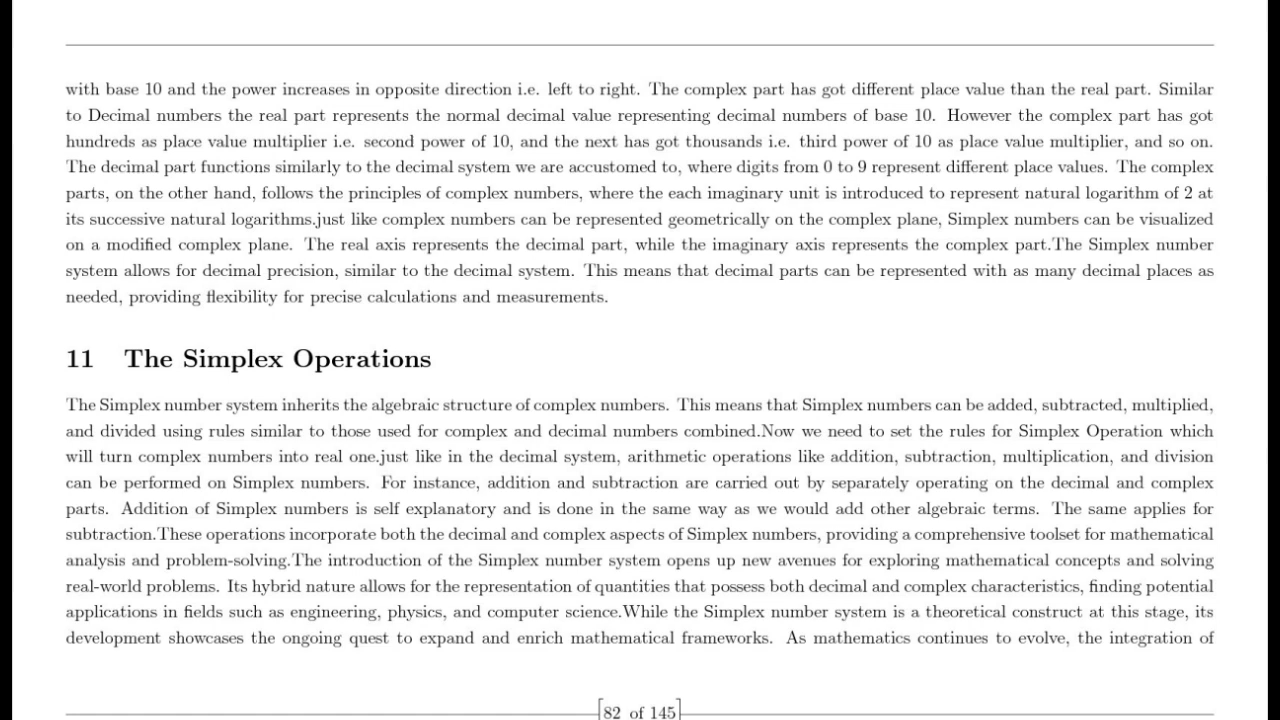 with base 10 and the power increases in opposite direction i.e. left to right. The complex part has got different place value than the real part. Similar
to Decimal numbers the real part represents the normal decimal value representing decimal numbers of base 10. However the complex part has got
hundreds as place value multiplier i.e. second power of 10, and the next has got thousands i.e. third power of 10 as place value multiplier, and so on.
The decimal part functions similarly to the decimal system we are accustomed to, where digits from 0 to 9 represent different place values. The complex
parts, on the other hand, follows the principles of complex numbers, where the each imaginary unit is introduced to represent natural logarithm of 2 at
its successive natural logarithms.just like complex numbers can be represented geometrically on the complex plane, Simplex numbers can be visualized
on a modified complex plane. The real axis represents the decimal part, while the imaginary axis represents the complex part.The Simplex number
system allows for decimal precision, similar to the decimal system. This means that decimal parts can be represented with as many decimal places as
needed, providing flexibility for precise calculations and measurements.
11 The Simplex Operations
The Simplex number system inherits the algebraic structure of complex numbers. This means that Simplex numbers can be added, subtracted, multiplied,
and divided using rules similar to those used for complex and decimal numbers combined.Now we need to set the rules for Simplex Operation which
will turn complex numbers into real one.just like in the decimal system, arithmetic operations like addition, subtraction, multiplication, and division
can be performed on Simplex numbers. For instance, addition and subtraction are carried out by separately operating on the decimal and complex
parts. Addition of Simplex numbers is self explanatory and is done in the same way as we would add other algebraic terms. The same applies for
subtraction.These operations incorporate both the decimal and complex aspects of Simplex numbers, providing a comprehensive toolset for mathematical
analysis and problem-solving.The introduction of the Simplex number system opens up new avenues for exploring mathematical concepts and solving
real-world problems. Its hybrid nature allows for the representation of quantities that possess both decimal and complex characteristics, finding potential
applications in fields such as engineering, physics, and computer science.While the Simplex number system is a theoretical construct at this stage, its
development showcases the ongoing quest to expand and enrich mathematical frameworks. As mathematics continues to evolve, the integration of
[82 of 145]